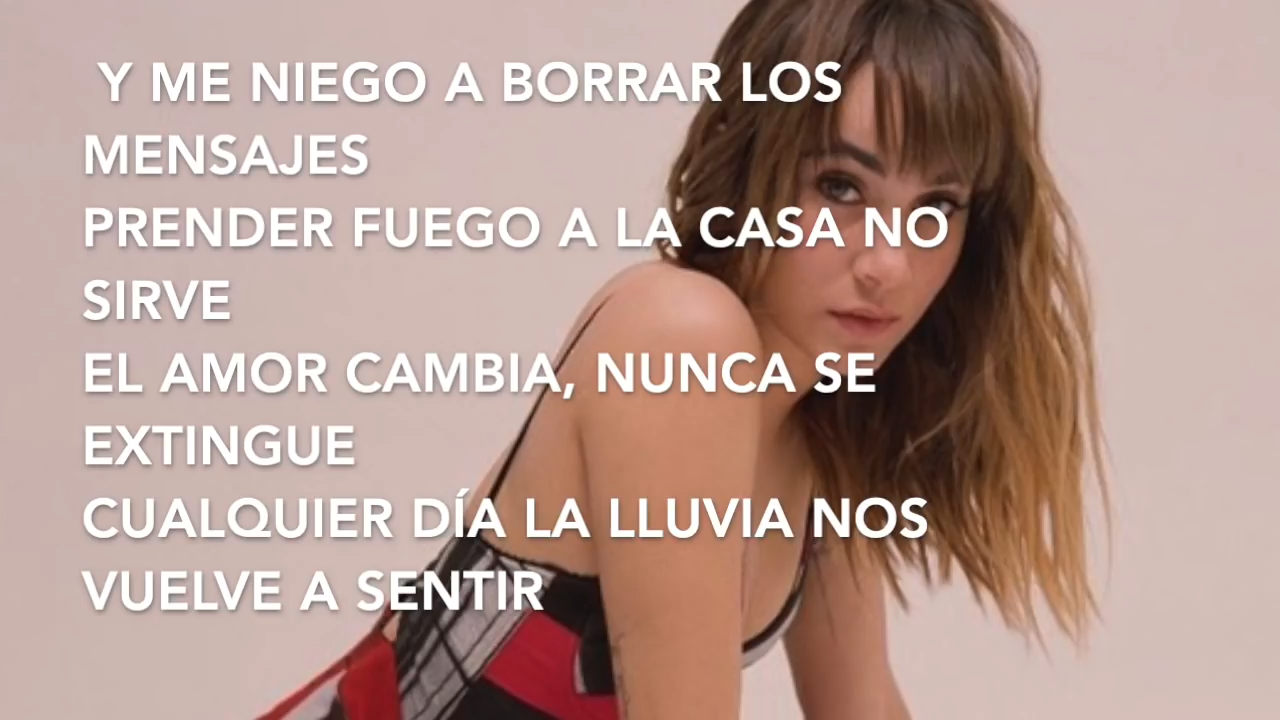 Y ME NIEGO A BORRAR LOS
MENSAJES
PRENDER FUEGO A LA CASA NO
SIRVE
EL AMOR CAMBIA, NUNCA SE
EXTINGUE
CUALQUIER DÍA LA LLUVIA NOS
VUELVE A SENTIR